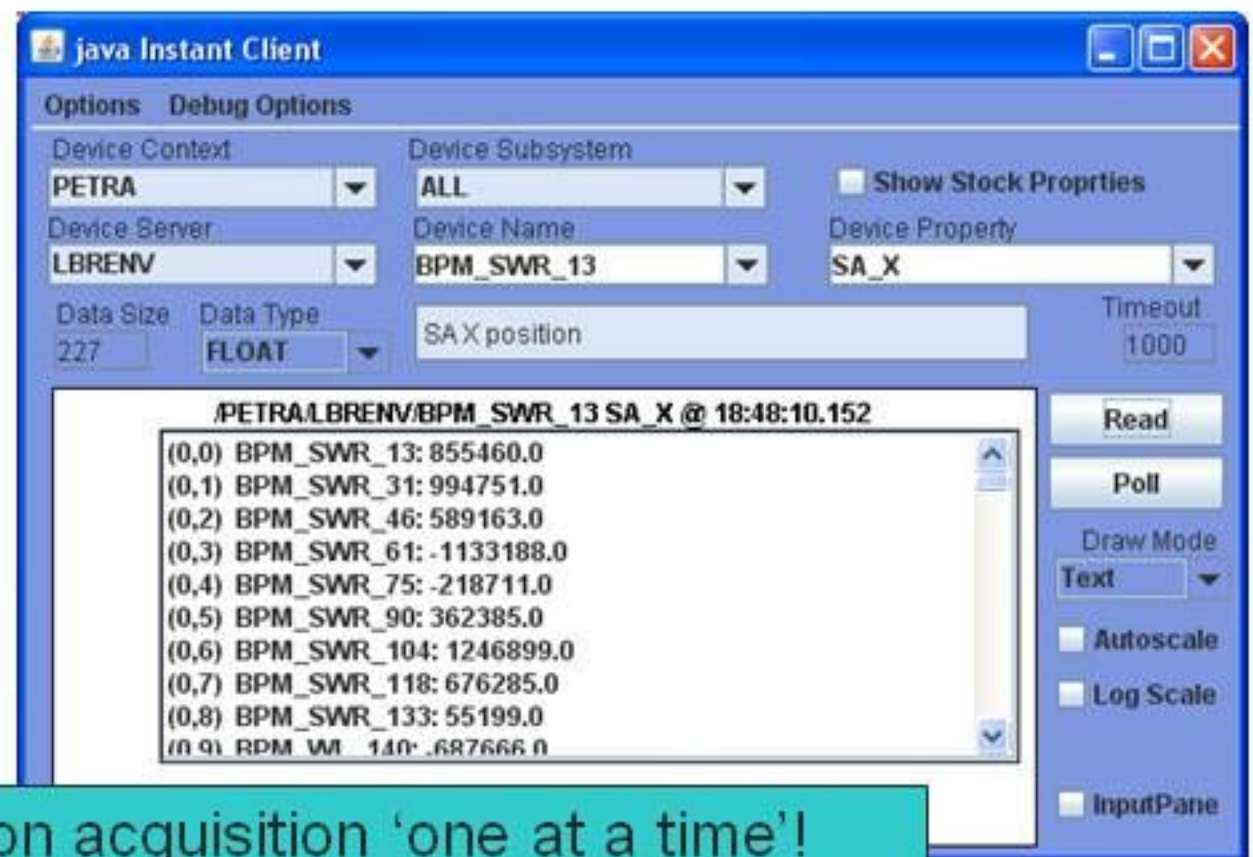 java Instant Client
Options Debug Options
Device Context Device Subsystem
PETRA ALL Show Stock Proprties
Device Server Device Name Device Property
LBRENV BPM_SWR_13 SA_X
Data Size Data Type Timeout
227 FLOAT SA X position 1000
/PETRA/LBRENV/BPM_SWR_13 SA_X @ 18:48:10.152
Read
(0,0) BPM_SWR_13: 855460.0
(0,1) BPM_SWR_31: 994751.0
Poll
(0,2) BPM_SWR_46: 589163.0
(0,3) BPM_SWR_61: -1133188.0
Draw Mode
(0,4) BPM_SWR_75: -218711.0
Text
(0,5) BPM_SWR_90: 362385.0
(0,6) BPM_SWR_104: 1246899.0
Autoscale
(0,7) BPM_SWR_118: 676285.0
Log Scale
(0,8) BPM_SWR_133: 55199.0
(0,9) BPM_WL_140: -687666.0
InputPane
on acquisition ‘one at a time’!